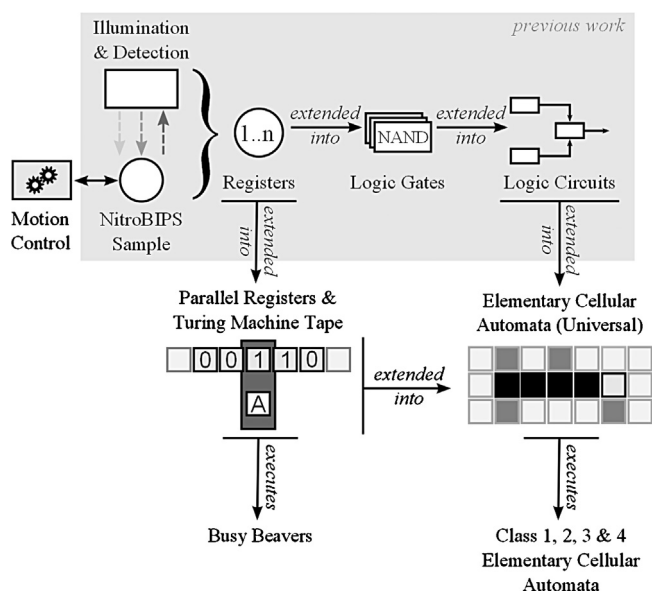 previous work
Illumination
& Detection
1..n
extended
into
NAND
extended
into
Registers
Logic Gates
Logic Circuits
Motion
Control
NitroBIPS
Sample
extended
into
extended
into
Parallel Registers &
Turing Machine Tape
0 0 1 1 0
A
extended
into
Elementary Cellular
Automata (Universal)
executes
executes
Busy Beavers
Class 1, 2, 3 & 4
Elementary Cellular
Automata